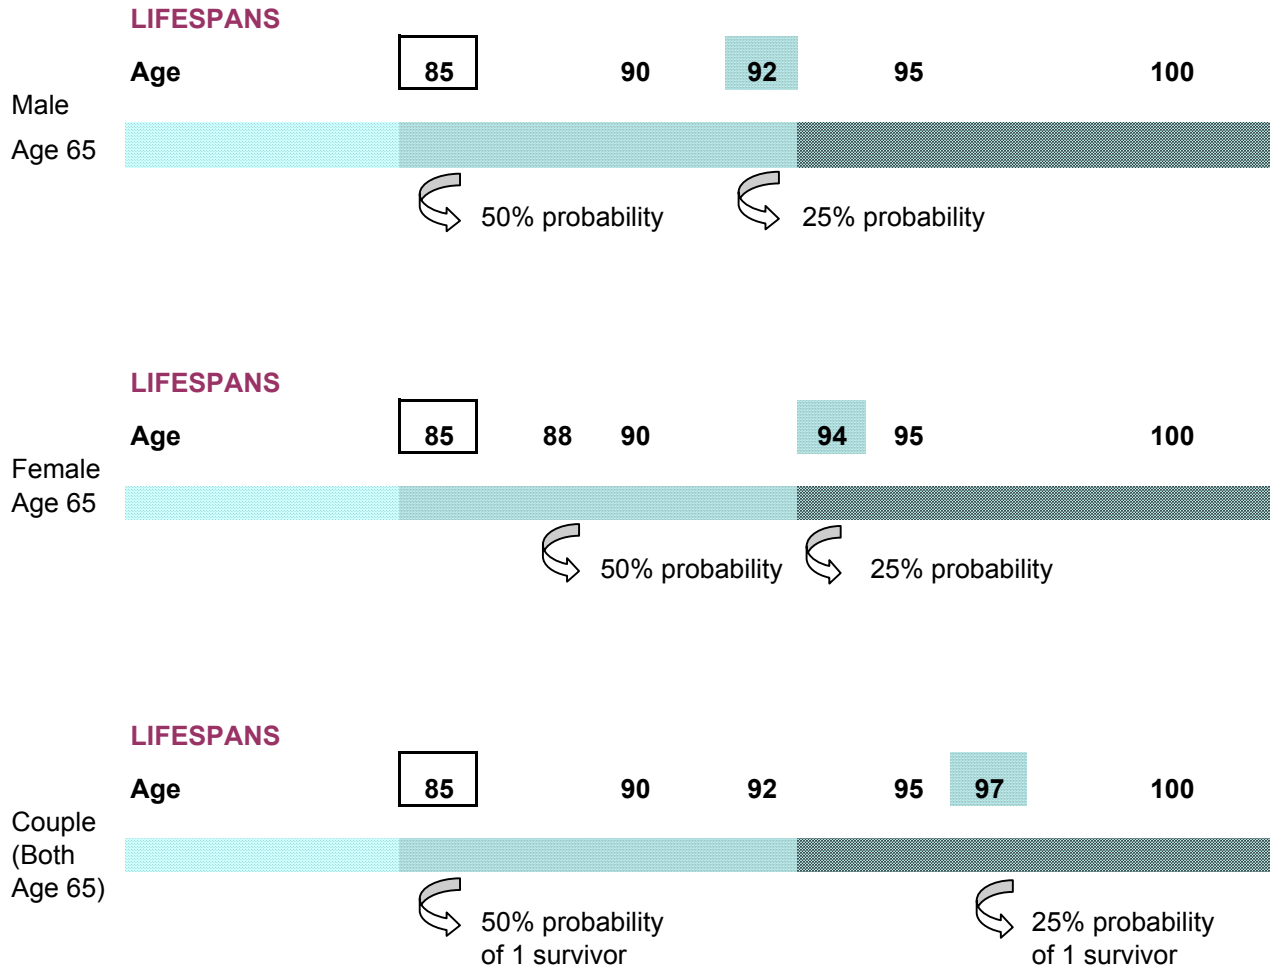 LIFESPANS
Age 85 90 92 95 100
Male
Age 65
50% probability 25% probability
LIFESPANS
Age 85 88 90 94 95 100
Female
Age 65
50% probability 25% probability
LIFESPANS
Age 85 90 92 95 97 100
Couple
(Both
Age 65)
50% probability 25% probability
of 1 survivor of 1 survivor